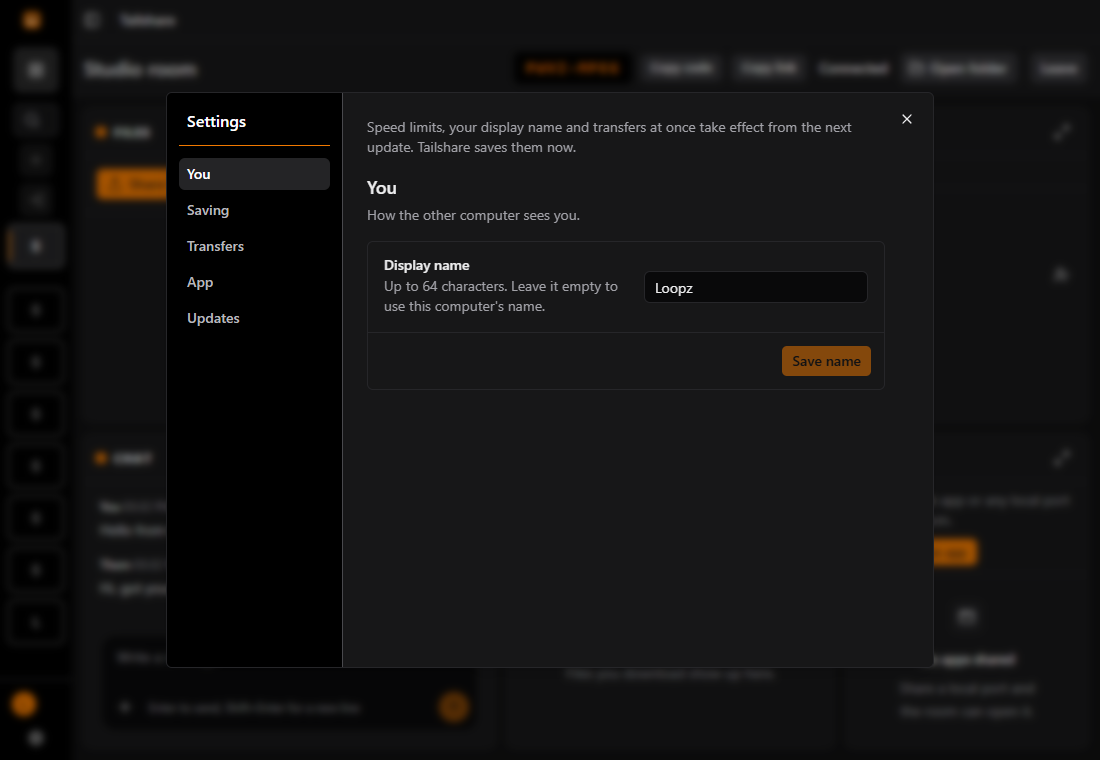 Tailshare
Studio room
Copy code
Copy link
Connected
Open folder
Leave
Settings
You
Saving
Transfers
App
Updates
Speed limits, your display name and transfers at once take effect from the next
update. Tailshare saves them now.
You
How the other computer sees you.
Display name
Up to 64 characters. Leave it empty to
use this computer's name.
Loopz
Save name